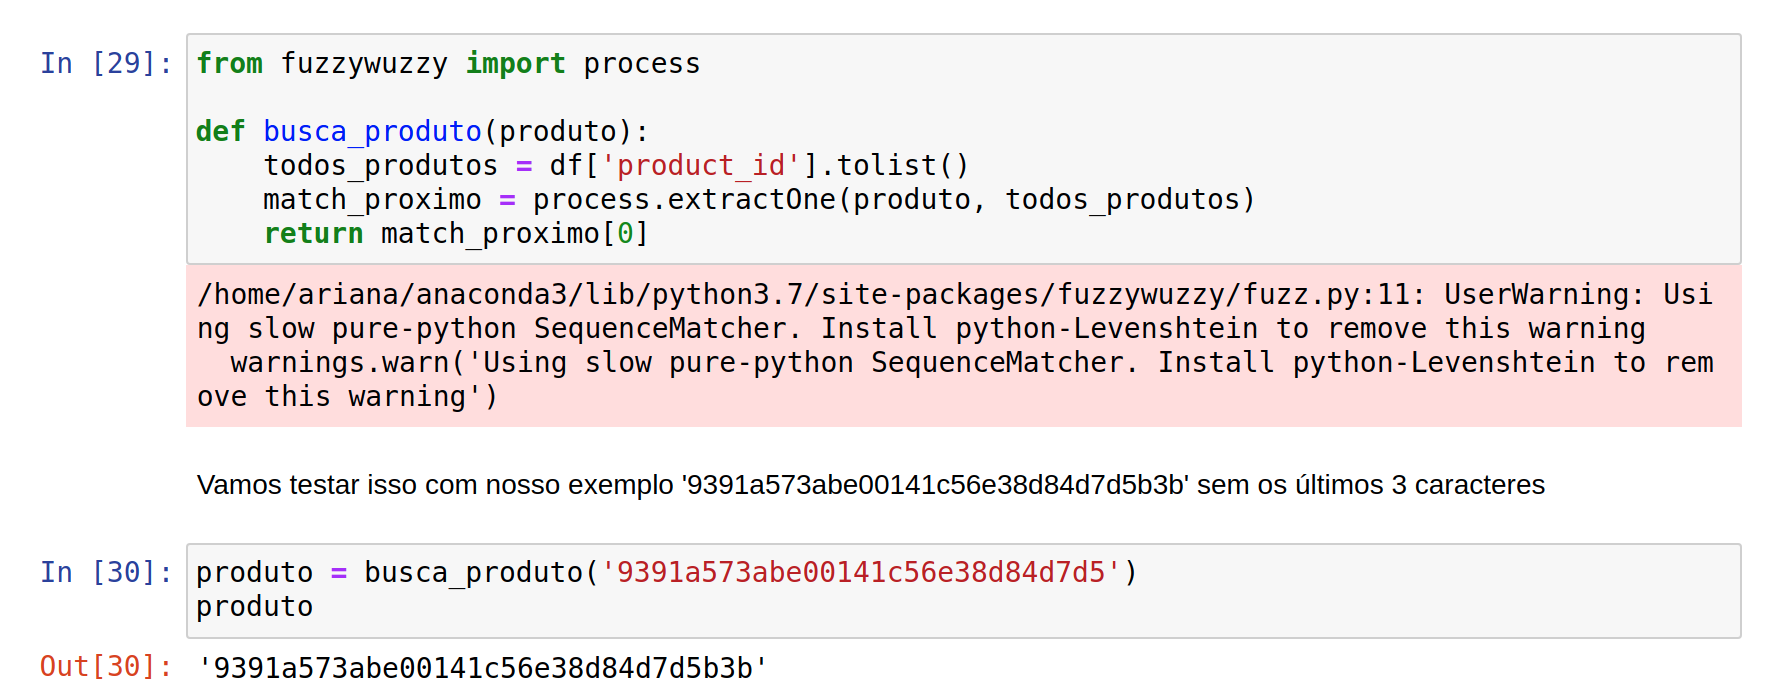 In [29]: from fuzzywuzzy import process

def busca_produto(produto):
    todos_produtos = df['product_id'].tolist()
    match_proximo = process.extractOne(produto, todos_produtos)
    return match_proximo[0]
/home/ariana/anaconda3/lib/python3.7/site-packages/fuzzywuzzy/fuzz.py:11: UserWarning: Usi
ng slow pure-python SequenceMatcher. Install python-Levenshtein to remove this warning
  warnings.warn('Using slow pure-python SequenceMatcher. Install python-Levenshtein to rem
ove this warning')
Vamos testar isso com nosso exemplo '9391a573abe00141c56e38d84d7d5b3b' sem os últimos 3 caracteres
In [30]: produto = busca_produto('9391a573abe00141c56e38d84d7d5')
produto
Out[30]: '9391a573abe00141c56e38d84d7d5b3b'